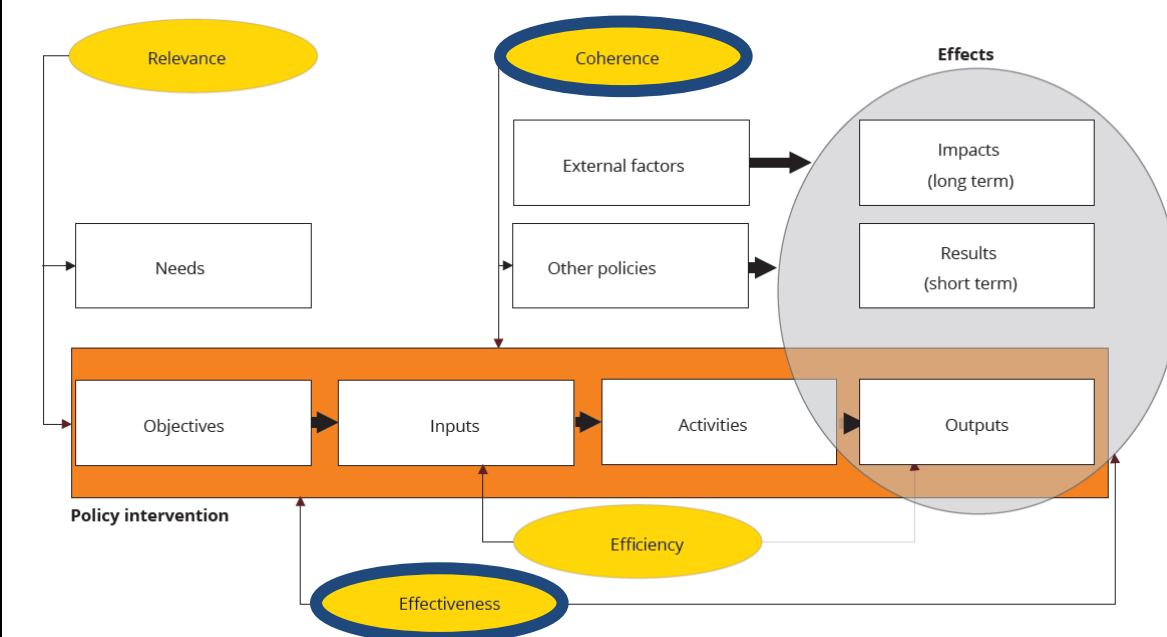 Relevance
Coherence
Effects
External factors
Impacts
(long term)
Needs
Other policies
Results
(short term)
Objectives
Inputs
Activities
Outputs
Policy intervention
Efficiency
Effectiveness